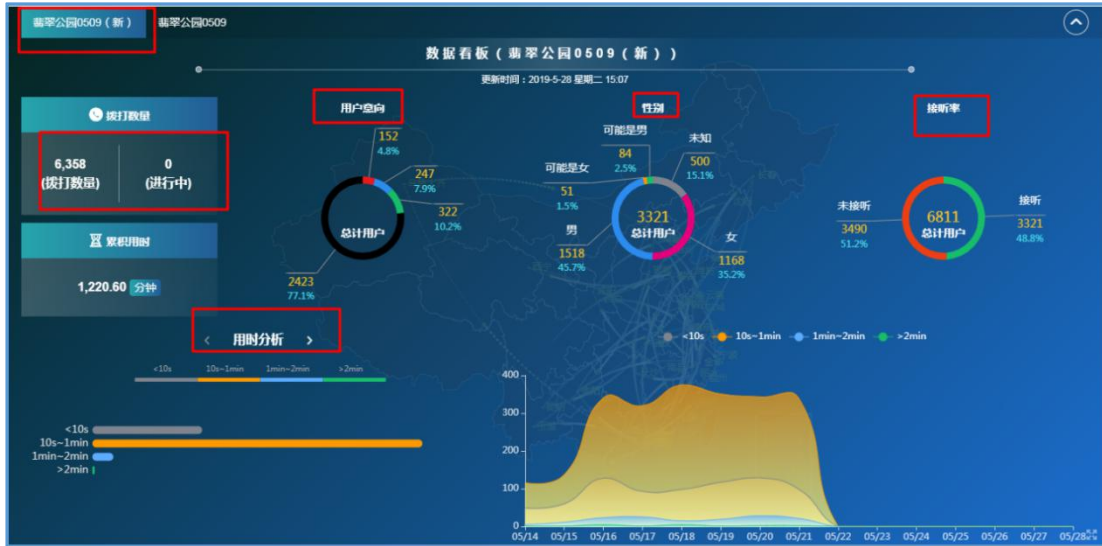 翡翠公园0509（新） 翡翠公园0509
数据看板（翡翠公园0509（新））
更新时间：2019-5-28 星期二 15:07
拨打数量
6,358 0
(拨打数量) (进行中)
累积用时
1,220.60 分钟
用户意向
152
4.8%
247
7.9%
322
10.2%
总计用户
2423
77.1%
性别
可能是男
84
2.5%
未知
500
15.1%
可能是女
51
1.5%
3321
总计用户
男
1518
45.7%
女
1168
35.2%
接听率
未接听
3490
51.2%
6811
总计用户
接听
3321
48.8%
< 用时分析 >
<10s 10s~1min 1min~2min >2min
<10s
10s~1min
1min~2min
>2min
<10s 10s~1min 1min~2min >2min
400
300
200
100
0
05/14 05/15 05/16 05/17 05/18 05/19 05/20 05/21 05/22 05/23 05/24 05/25 05/26 05/27 05/28